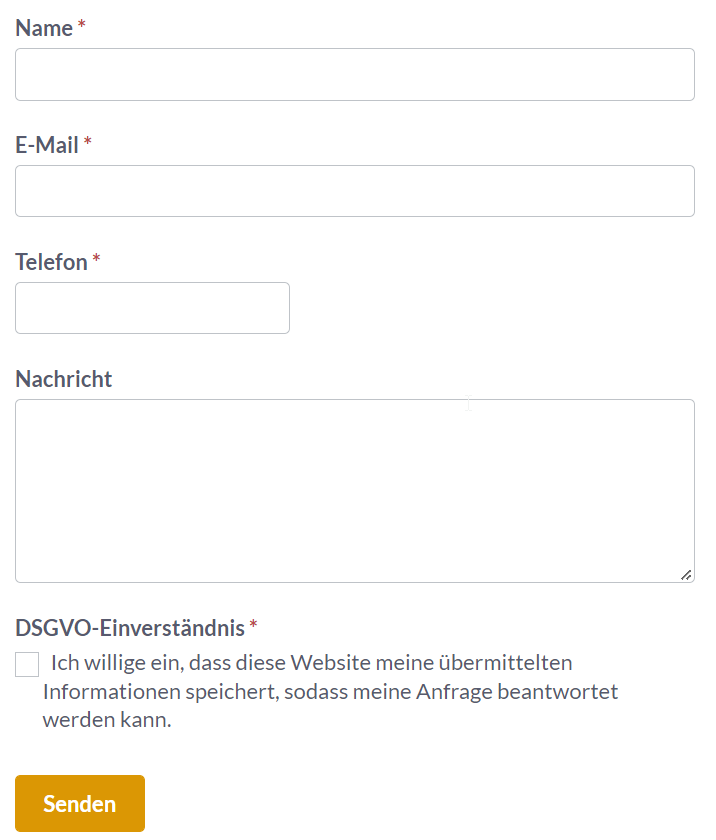 Name *
E-Mail *
Telefon *
Nachricht
DSGVO-Einverständnis *
Ich willige ein, dass diese Website meine übermittelten
Informationen speichert, sodass meine Anfrage beantwortet
werden kann.
Senden